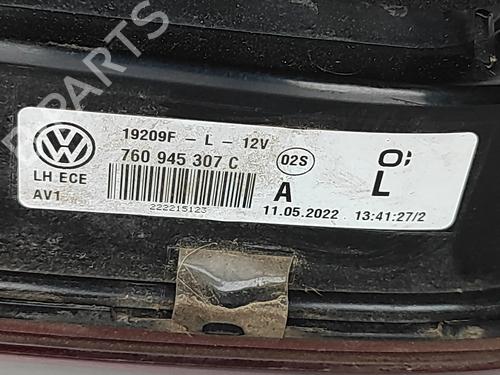 19209F - L - 12V
760 945 307 C
02S
LH ECE
AV1
A
L
222215123
11.05.2022 13:41:27/2
PARTS